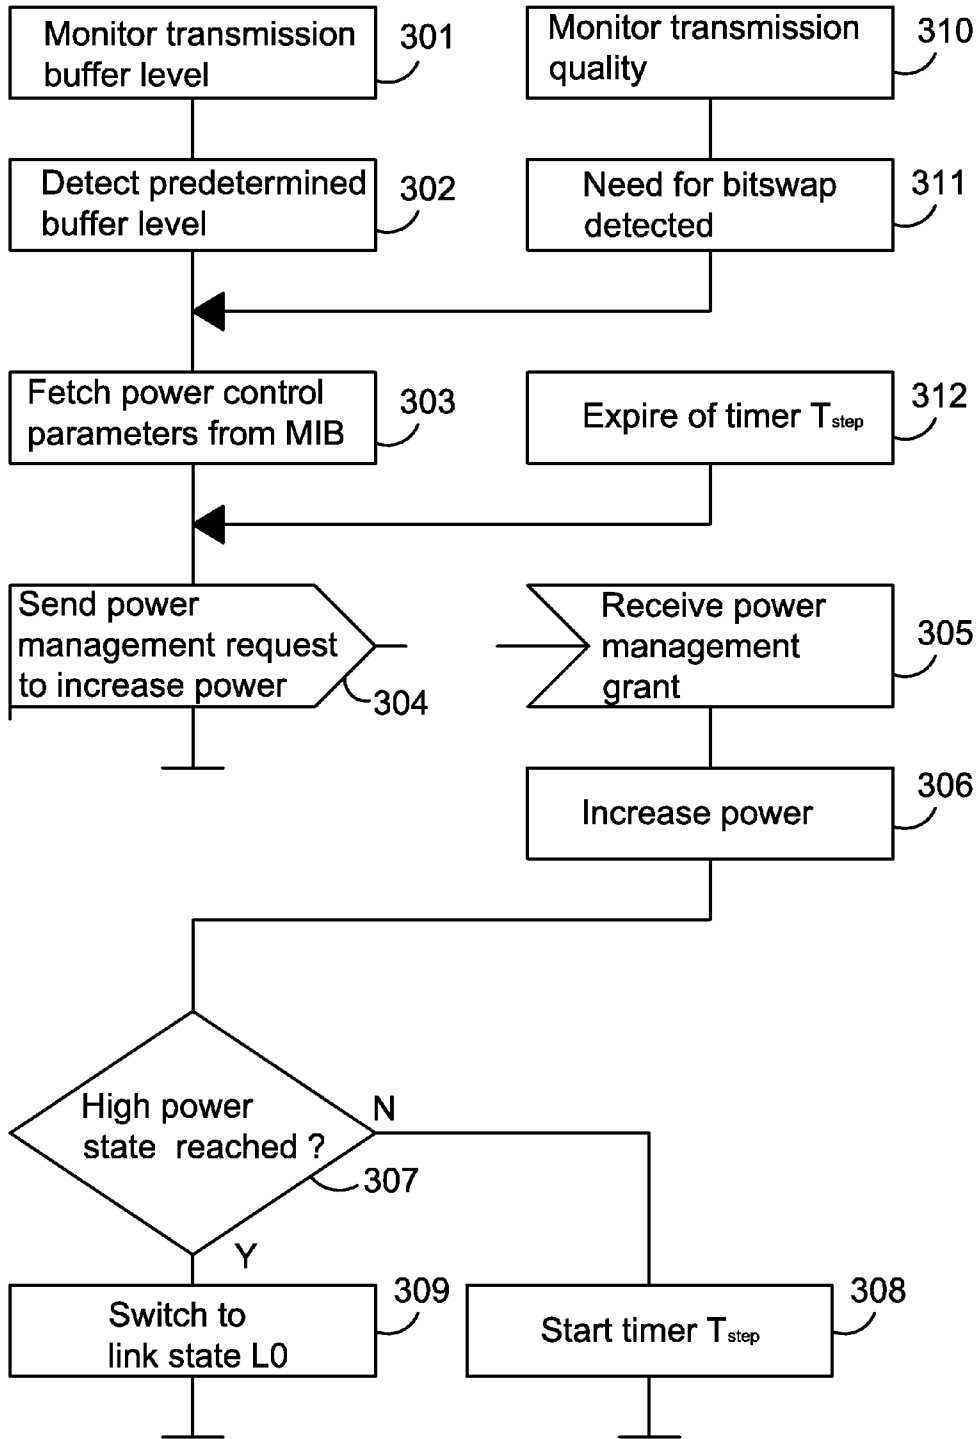 Monitor transmission
buffer level
301
Monitor transmission
quality
310
Detect predetermined
buffer level
302
Need for bitswap
detected
311
Fetch power control
parameters from MIB
303
Expire of timer Tstep
312
Send power
management request
to increase power
304
Receive power
management
grant
305
Increase power
306
High power
state reached ?
307
N
Y
Switch to
link state L0
309
Start timer Tstep
308